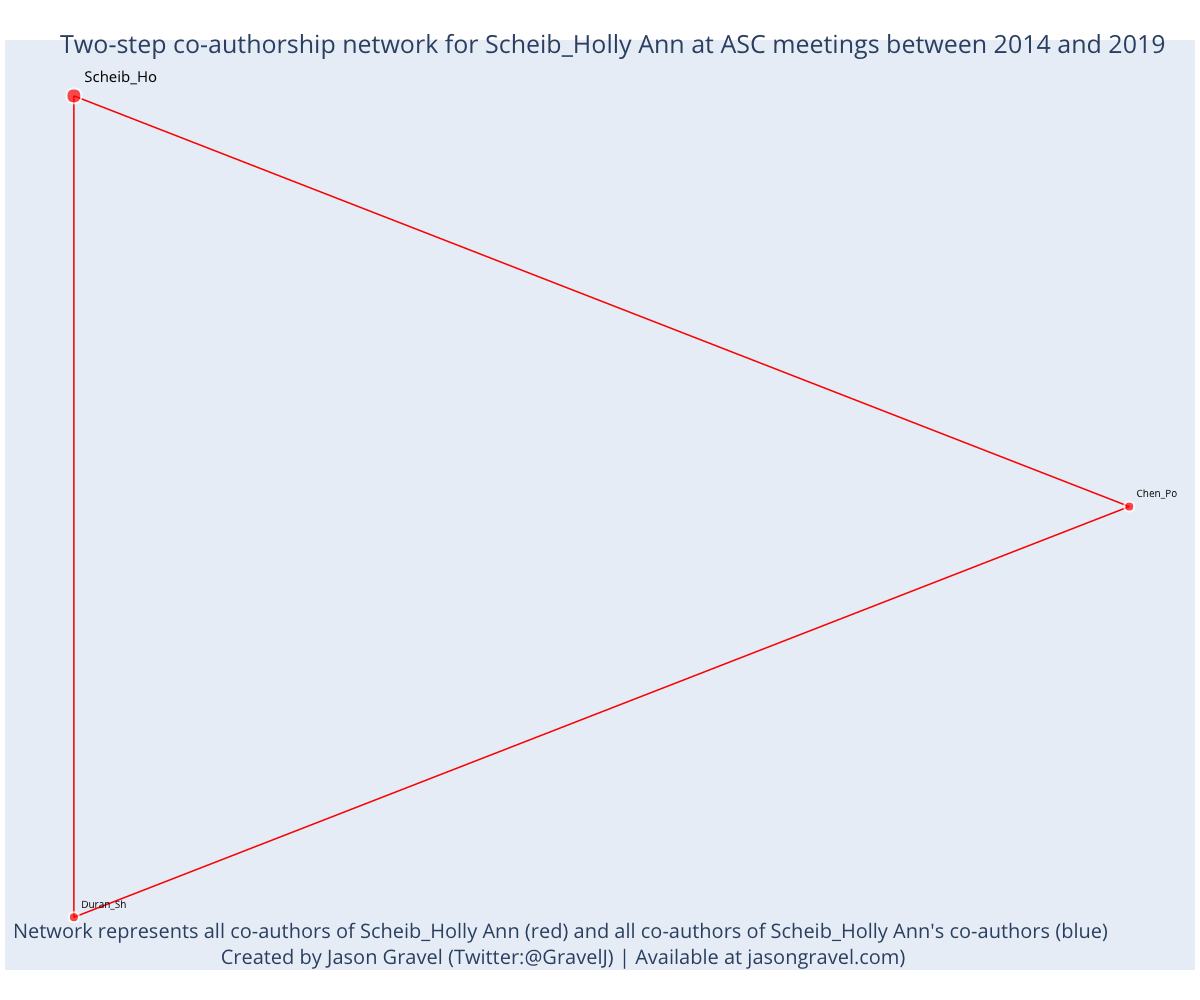 Two-step co-authorship network for Scheib_Holly Ann at ASC meetings between 2014 and 2019
Scheib_Ho
Chen_Po
Duran_Sh
Network represents all co-authors of Scheib_Holly Ann (red) and all co-authors of Scheib_Holly Ann's co-authors (blue)
Created by Jason Gravel (Twitter:@GravelJ) | Available at jasongravel.com)